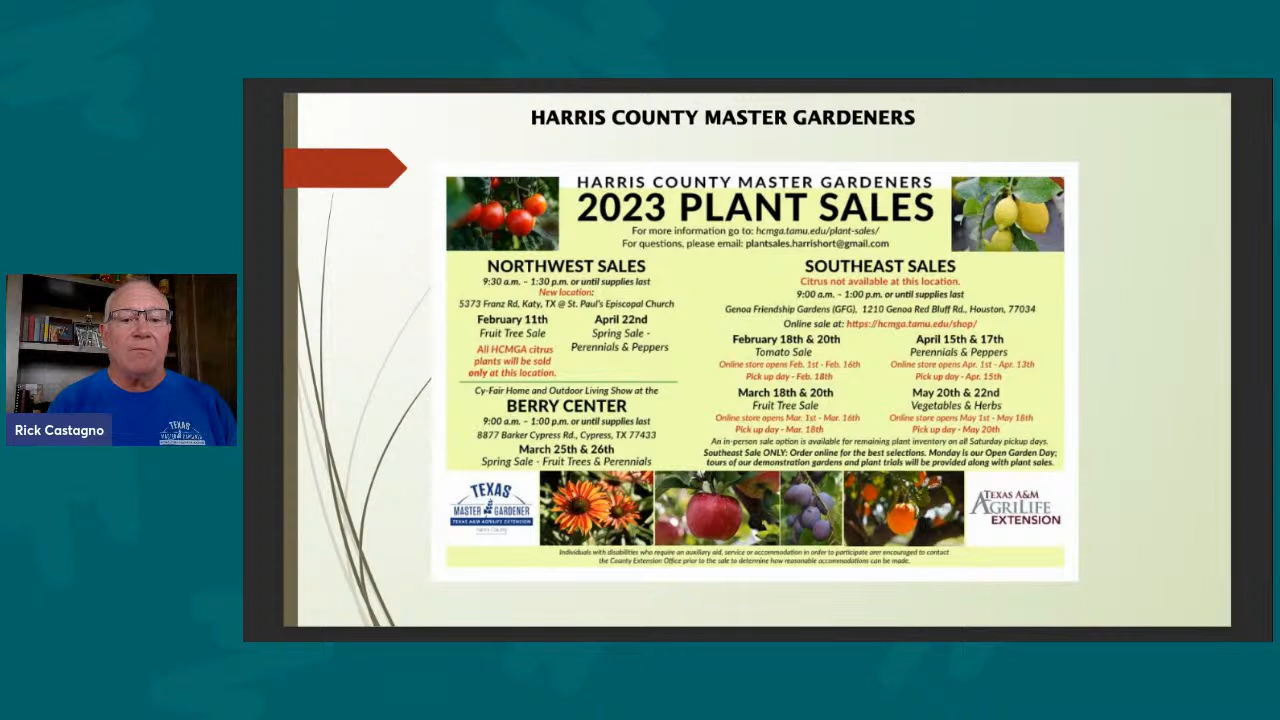 HARRIS COUNTY MASTER GARDENERS
HARRIS COUNTY MASTER GARDENERS
2023 PLANT SALES
For more information go to: hcmga.tamu.edu/plant-sales/
For questions, please email: plantsales.harrishort@gmail.com
NORTHWEST SALES
9:30 a.m. – 1:30 p.m. or until supplies last
New location:
5373 Franz Rd, Katy, TX @ St. Paul's Episcopal Church
February 11th
Fruit Tree Sale
All HCMGA citrus
plants will be sold
only at this location.
April 22nd
Spring Sale -
Perennials & Peppers
Cy-Fair Home and Outdoor Living Show at the
BERRY CENTER
9:00 a.m. – 1:00 p.m. or until supplies last
8877 Barker Cypress Rd., Cypress, TX 77433
March 25th & 26th
Spring Sale - Fruit Trees & Perennials
SOUTHEAST SALES
Citrus not available at this location.
9:00 a.m. – 1:00 p.m. or until supplies last
Genoa Friendship Gardens (GFG), 1210 Genoa Red Bluff Rd., Houston, 77034
Online sale at: https://hcmga.tamu.edu/shop/
February 18th & 20th
Tomato Sale
Online store opens Feb. 1st - Feb. 16th
Pick up day - Feb. 18th
April 15th & 17th
Perennials & Peppers
Online store opens Apr. 1st - Apr. 13th
Pick up day - Apr. 15th
March 18th & 20th
Fruit Tree Sale
Online store opens Mar. 1st - Mar. 16th
Pick up day - Mar. 18th
May 20th & 22nd
Vegetables & Herbs
Online store opens May 1st - May 18th
Pick up day - May 20th
An in-person sale option is available for remaining plant inventory on all Saturday pickup days.
Southeast Sale ONLY: Order online for the best selections. Monday is our Open Garden Day;
tours of our demonstration gardens and plant trials will be provided along with plant sales.
TEXAS
MASTER GARDENER
TEXAS A&M AGRILIFE EXTENSION
Harris County
TEXAS A&M
AGRILIFE
EXTENSION
Individuals with disabilities who require an auxiliary aid, service or accommodation in order to participate are encouraged to contact
the County Extension Office prior to the sale to determine how reasonable accommodations can be made.
Rick Castagno
TEXAS
MASTER GARDENER